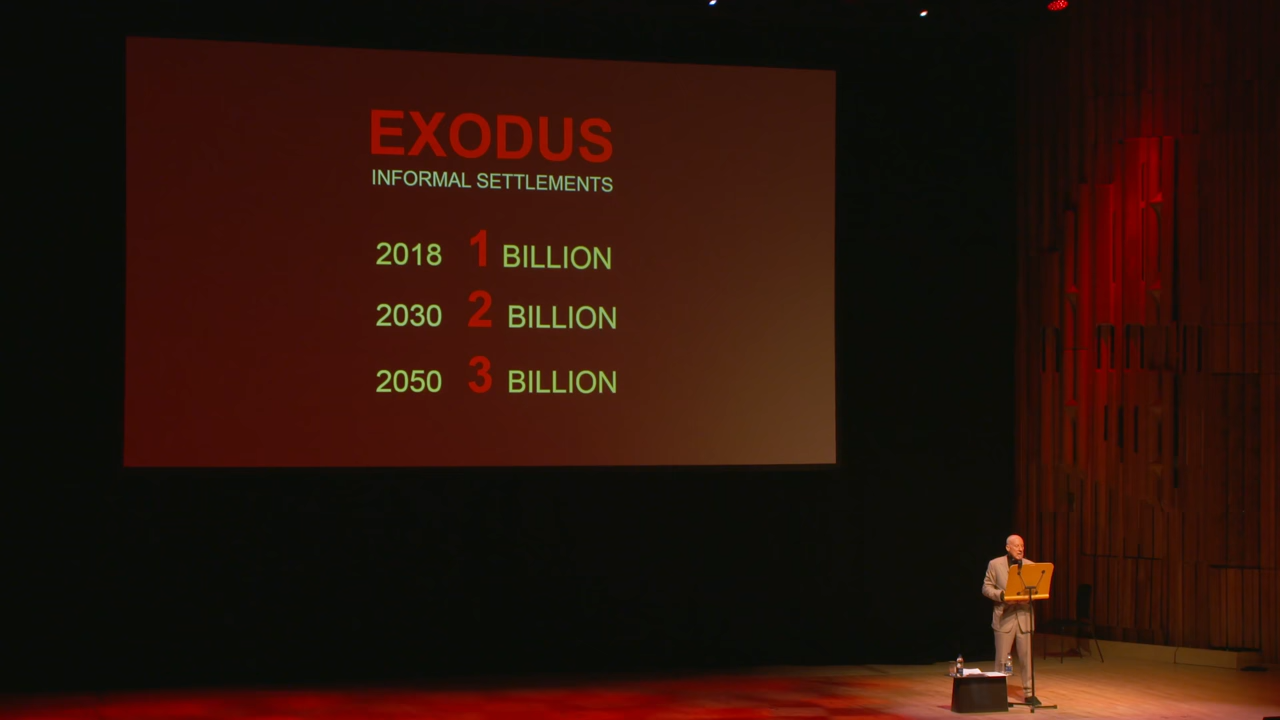 EXODUS
INFORMAL SETTLEMENTS
2018 1 BILLION
2030 2 BILLION
2050 3 BILLION